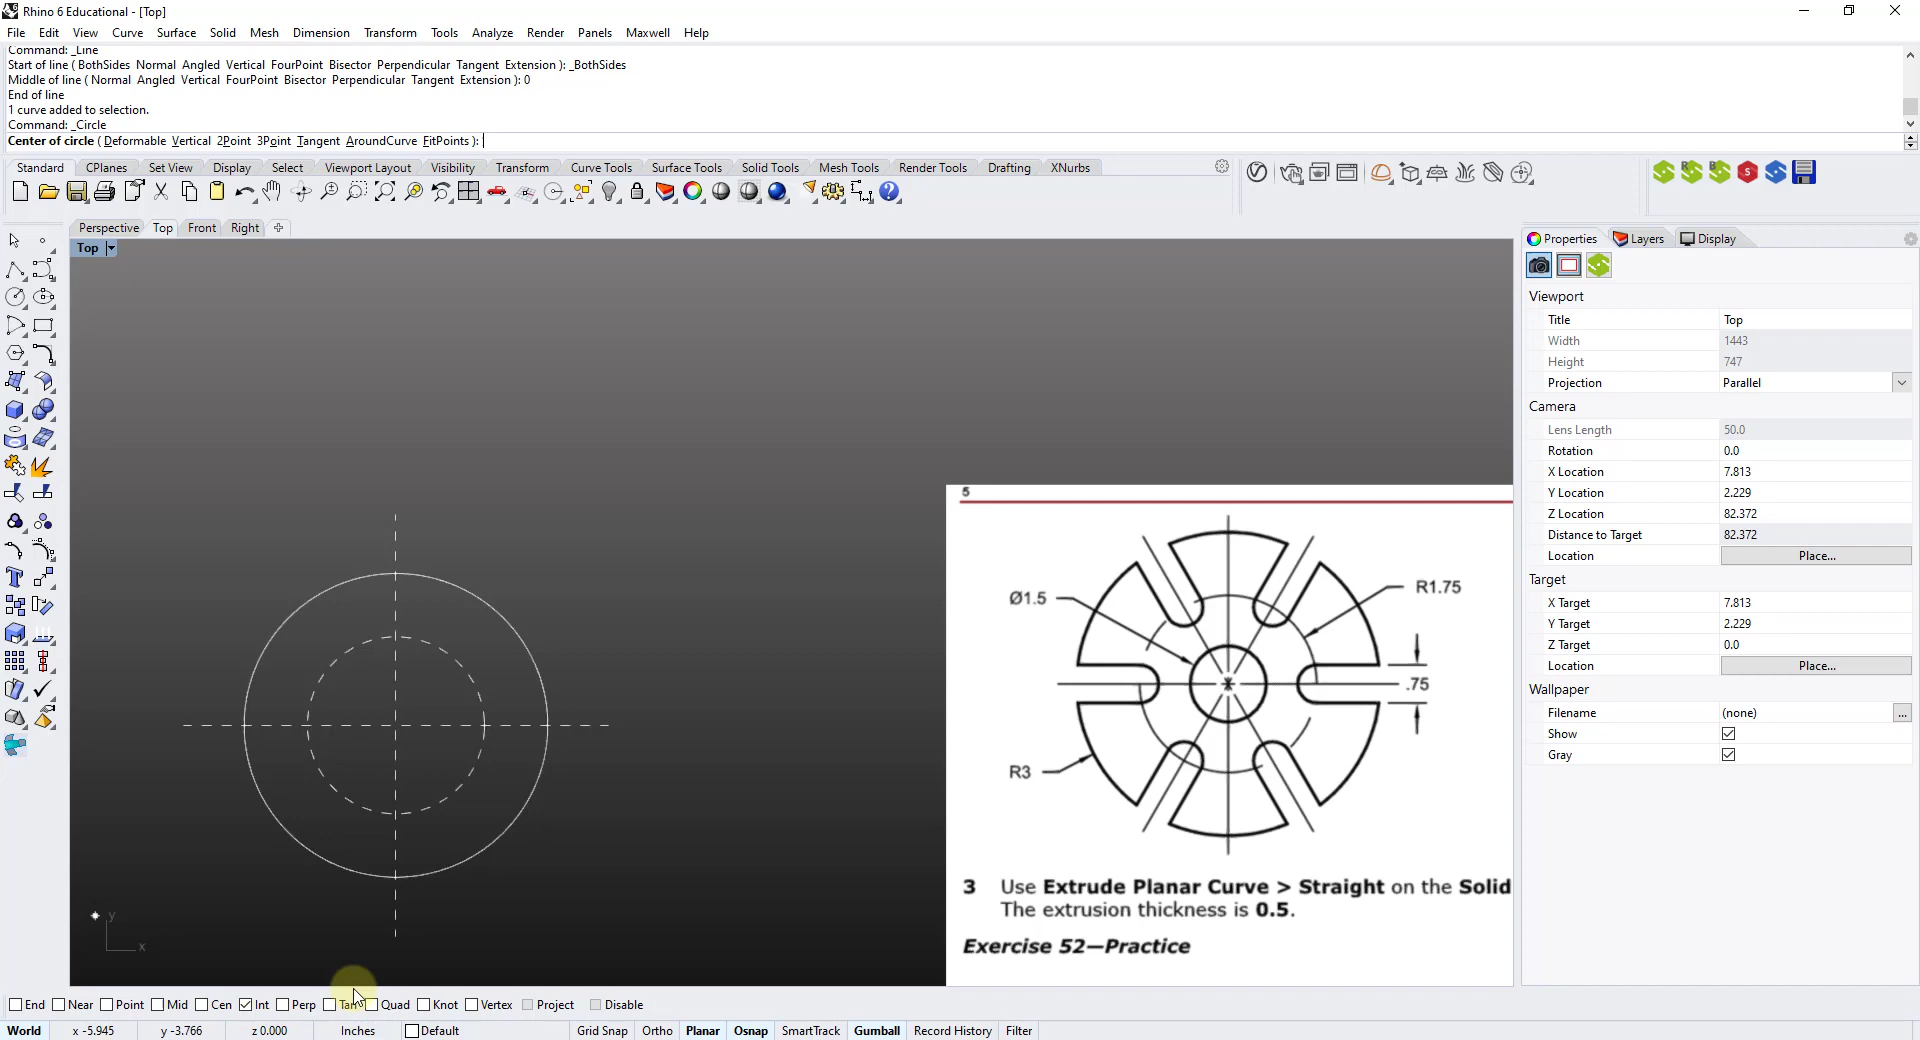 Rhino 6 Educational - [Top]
File Edit View Curve Surface Solid Mesh Dimension Transform Tools Analyze Render Panels Maxwell Help
Command: _Line
Start of line ( BothSides Normal Angled Vertical FourPoint Bisector Perpendicular Tangent Extension ): _BothSides
Middle of line ( Normal Angled Vertical FourPoint Bisector Perpendicular Tangent Extension ): 0
End of line
1 curve added to selection.
Command: _Circle
Center of circle ( Deformable Vertical 2Point 3Point Tangent AroundCurve FitPoints ):
Standard CPlanes Set View Display Select Viewport Layout Visibility Transform Curve Tools Surface Tools Solid Tools Mesh Tools Render Tools Drafting XNurbs
Perspective Top Front Right
Top
Properties Layers Display
Viewport
Title Top
Width 1443
Height 747
Projection Parallel
Camera
Lens Length 50.0
Rotation 0.0
X Location 7.813
Y Location 2.229
Z Location 82.372
Distance to Target 82.372
Location Place...
Target
X Target 7.813
Y Target 2.229
Z Target 0.0
Location Place...
Wallpaper
Filename (none) ...
Show
Gray
5
Ø1.5
R1.75
.75
R3
3 Use Extrude Planar Curve > Straight on the Solid
The extrusion thickness is 0.5.
Exercise 52—Practice
y
x
End Near Point Mid Cen Int Perp Tan Quad Knot Vertex Project Disable
World x -5.945 y -3.766 z 0.000 Inches Default Grid Snap Ortho Planar Osnap SmartTrack Gumball Record History Filter